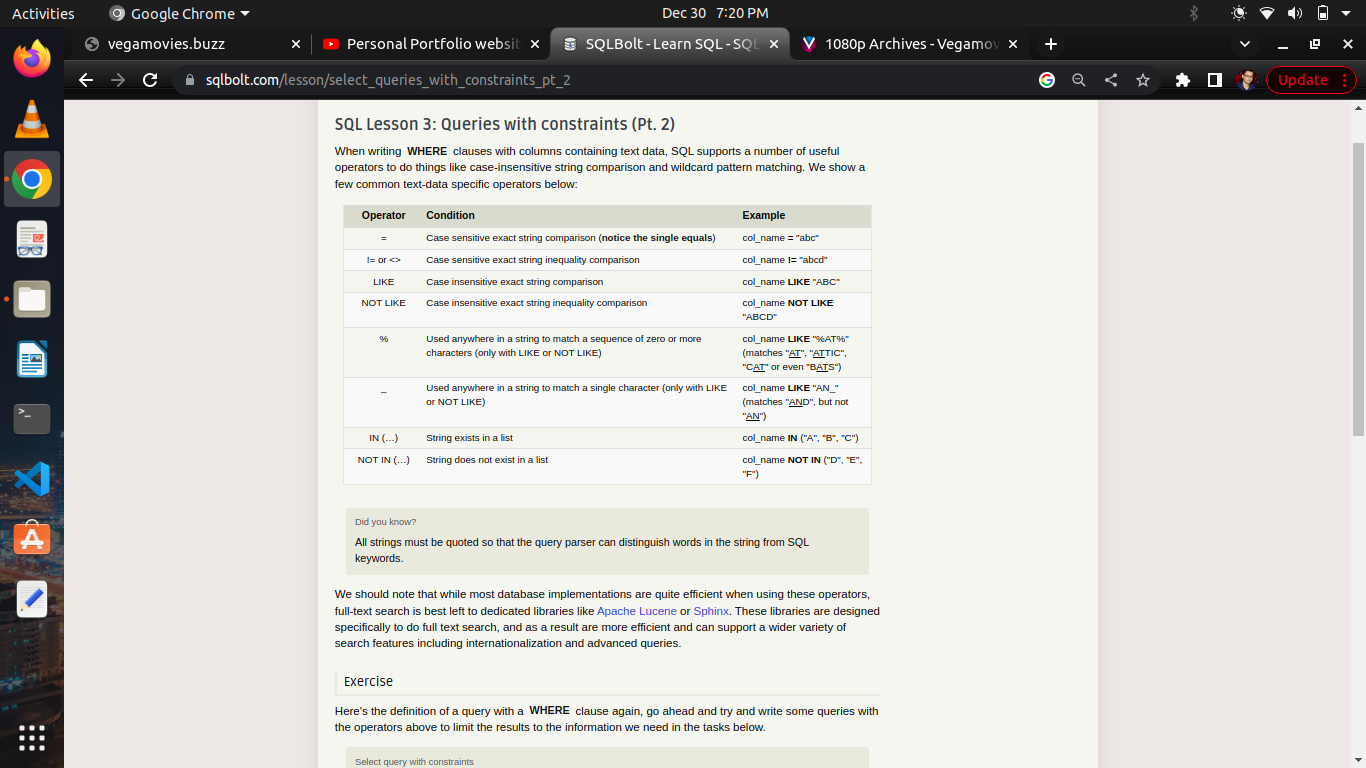 Activities
Google Chrome
Dec 30 7:20 PM
vegamovies.buzz
Personal Portfolio websit
SQLBolt - Learn SQL - SQL
1080p Archives - Vegamov
sqlbolt.com/lesson/select_queries_with_constraints_pt_2
Update
SQL Lesson 3: Queries with constraints (Pt. 2)
When writing WHERE clauses with columns containing text data, SQL supports a number of useful
operators to do things like case-insensitive string comparison and wildcard pattern matching. We show a
few common text-data specific operators below:
Operator Condition Example
= Case sensitive exact string comparison (notice the single equals) col_name = "abc"
!= or <> Case sensitive exact string inequality comparison col_name != "abcd"
LIKE Case insensitive exact string comparison col_name LIKE "ABC"
NOT LIKE Case insensitive exact string inequality comparison col_name NOT LIKE
"ABCD"
% Used anywhere in a string to match a sequence of zero or more col_name LIKE "%AT%"
characters (only with LIKE or NOT LIKE) (matches "AT", "ATTIC",
"CAT" or even "BATS")
_ Used anywhere in a string to match a single character (only with LIKE col_name LIKE "AN_"
or NOT LIKE) (matches "AND", but not
"AN")
IN (…) String exists in a list col_name IN ("A", "B", "C")
NOT IN (…) String does not exist in a list col_name NOT IN ("D", "E",
"F")
Did you know?
All strings must be quoted so that the query parser can distinguish words in the string from SQL
keywords.
We should note that while most database implementations are quite efficient when using these operators,
full-text search is best left to dedicated libraries like Apache Lucene or Sphinx. These libraries are designed
specifically to do full text search, and as a result are more efficient and can support a wider variety of
search features including internationalization and advanced queries.
Exercise
Here's the definition of a query with a WHERE clause again, go ahead and try and write some queries with
the operators above to limit the results to the information we need in the tasks below.
Select query with constraints